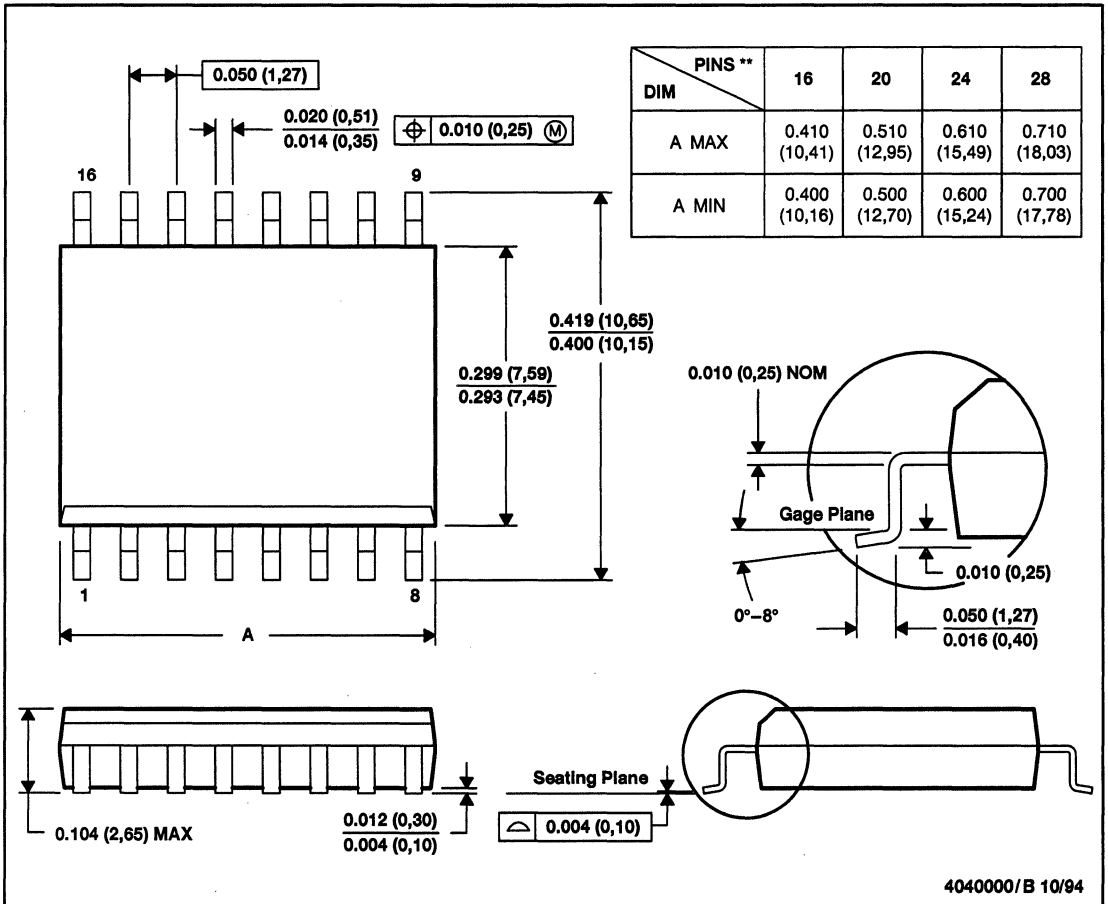 0.050 (1,27)
0.020 (0,51)
0.014 (0,35)
⌖ 0.010 (0,25) Ⓜ
16
9
PINS **
DIM
16 20 24 28
A MAX
0.410 (10,41)
0.510 (12,95)
0.610 (15,49)
0.710 (18,03)
A MIN
0.400 (10,16)
0.500 (12,70)
0.600 (15,24)
0.700 (17,78)
0.419 (10,65)
0.400 (10,15)
0.299 (7,59)
0.293 (7,45)
1
8
A
0.010 (0,25) NOM
Gage Plane
0.010 (0,25)
0°–8°
0.050 (1,27)
0.016 (0,40)
0.104 (2,65) MAX
0.012 (0,30)
0.004 (0,10)
Seating Plane
⌓ 0.004 (0,10)
4040000/B 10/94